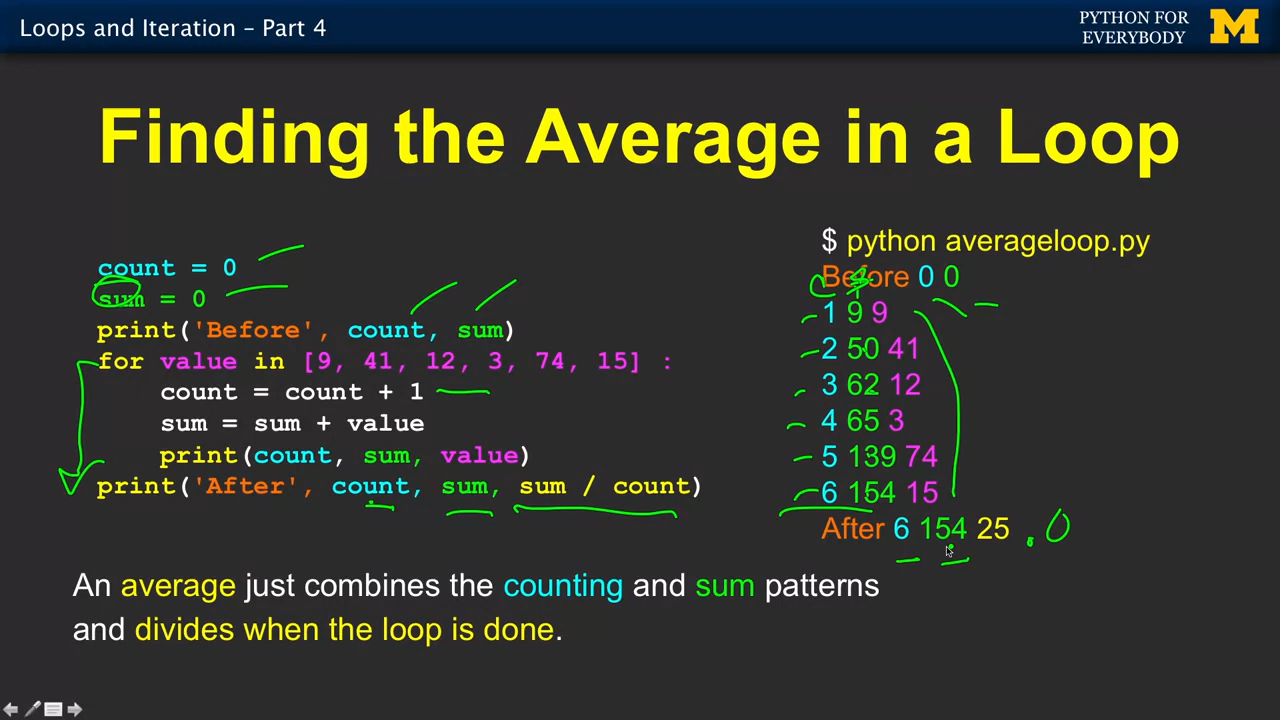 Loops and Iteration – Part 4
PYTHON FOR
EVERYBODY
M
Finding the Average in a Loop
count = 0
sum = 0
print('Before', count, sum)
for value in [9, 41, 12, 3, 74, 15] :
    count = count + 1
    sum = sum + value
    print(count, sum, value)
print('After', count, sum, sum / count)
$ python averageloop.py
Before 0 0
1 9 9
2 50 41
3 62 12
4 65 3
5 139 74
6 154 15
After 6 154 25 .0
An average just combines the counting and sum patterns
and divides when the loop is done.